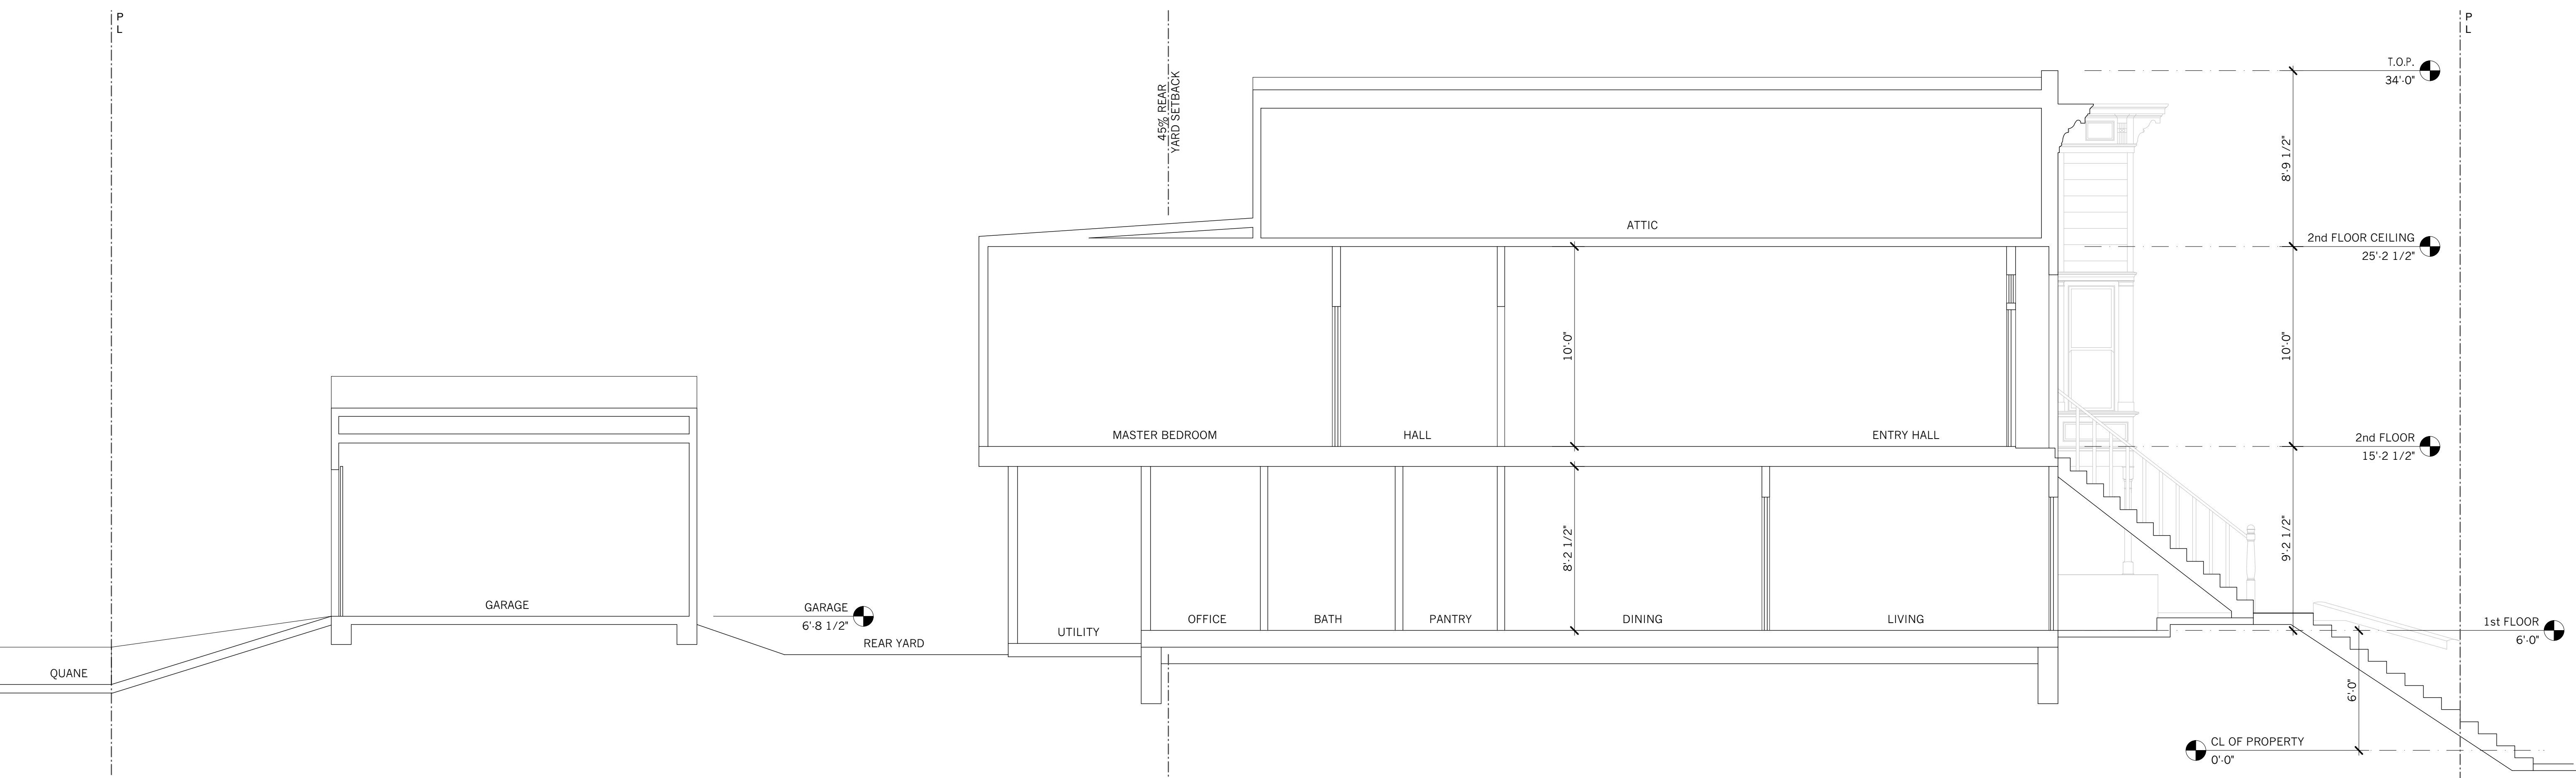 P
L
P
L
45% REAR
YARD SETBACK
T.O.P.
34'-0"
8'-9 1/2"
ATTIC
2nd FLOOR CEILING
25'-2 1/2"
10'-0"
10'-0"
MASTER BEDROOM
HALL
ENTRY HALL
2nd FLOOR
15'-2 1/2"
8'-2 1/2"
9'-2 1/2"
GARAGE
GARAGE
6'-8 1/2"
REAR YARD
UTILITY
OFFICE
BATH
PANTRY
DINING
LIVING
1st FLOOR
6'-0"
QUANE
6'-0"
CL OF PROPERTY
0'-0"